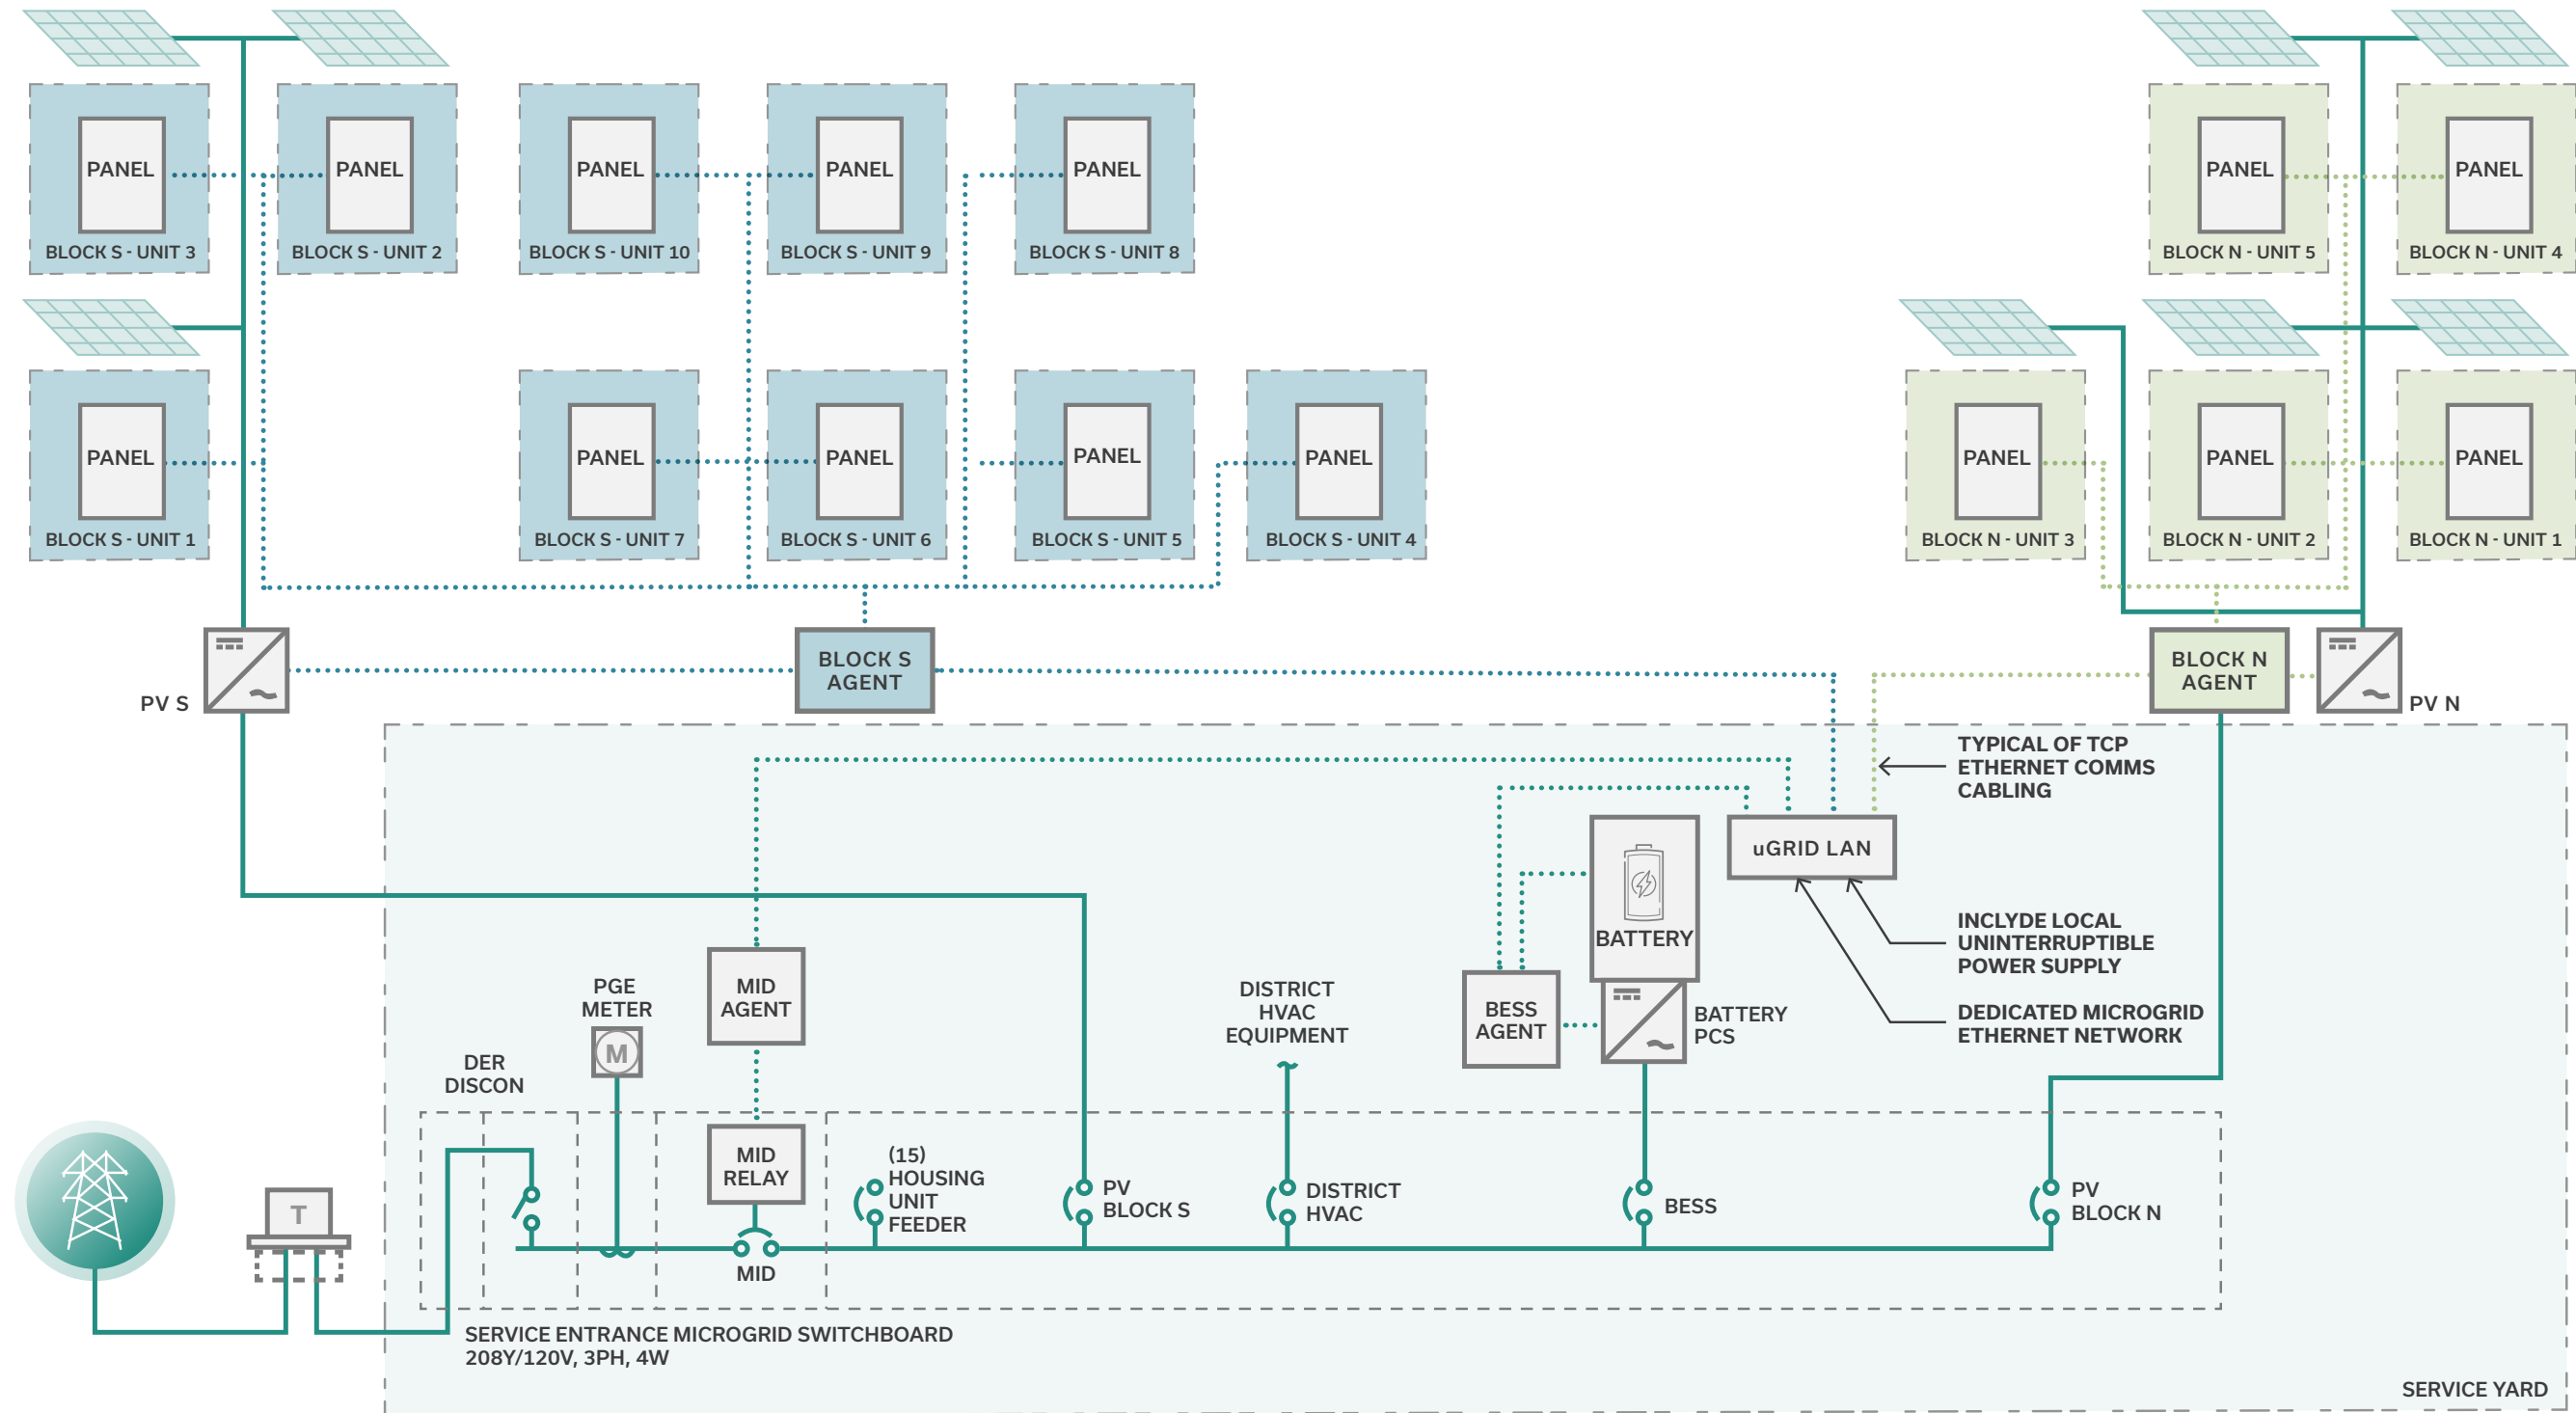 PANEL
BLOCK S - UNIT 3
PANEL
BLOCK S - UNIT 2
PANEL
BLOCK S - UNIT 10
PANEL
BLOCK S - UNIT 9
PANEL
BLOCK S - UNIT 8
PANEL
BLOCK N - UNIT 5
PANEL
BLOCK N - UNIT 4
PANEL
BLOCK S - UNIT 1
PANEL
BLOCK S - UNIT 7
PANEL
BLOCK S - UNIT 6
PANEL
BLOCK S - UNIT 5
PANEL
BLOCK S - UNIT 4
PANEL
BLOCK N - UNIT 3
PANEL
BLOCK N - UNIT 2
PANEL
BLOCK N - UNIT 1
PV S
BLOCK S
AGENT
BLOCK N
AGENT
PV N
TYPICAL OF TCP
ETHERNET COMMS
CABLING
uGRID LAN
BATTERY
INCLYDE LOCAL
UNINTERRUPTIBLE
POWER SUPPLY
DEDICATED MICROGRID
ETHERNET NETWORK
PGE
METER
M
MID
AGENT
DISTRICT
HVAC
EQUIPMENT
BESS
AGENT
BATTERY
PCS
DER
DISCON
MID
RELAY
(15)
HOUSING
UNIT
FEEDER
PV
BLOCK S
DISTRICT
HVAC
BESS
PV
BLOCK N
T
MID
SERVICE ENTRANCE MICROGRID SWITCHBOARD
208Y/120V, 3PH, 4W
SERVICE YARD